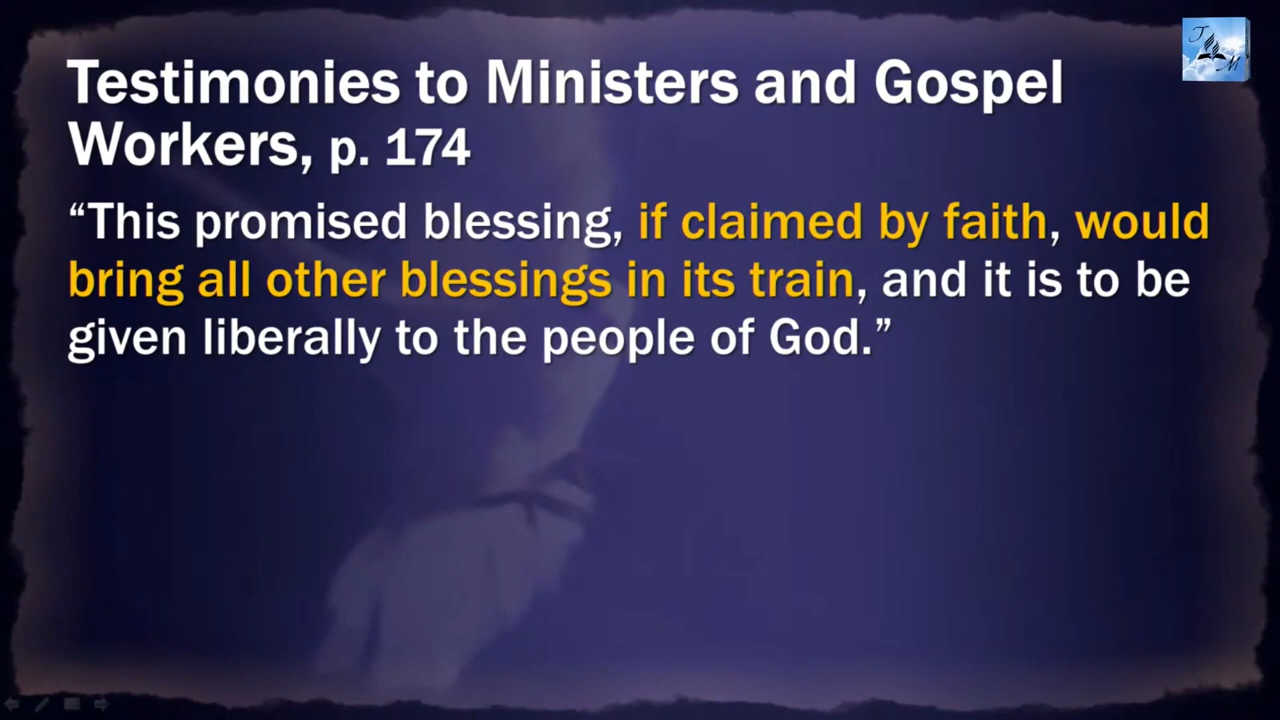 Testimonies to Ministers and Gospel
Workers, p. 174
“This promised blessing, if claimed by faith, would
bring all other blessings in its train, and it is to be
given liberally to the people of God.”
T
M